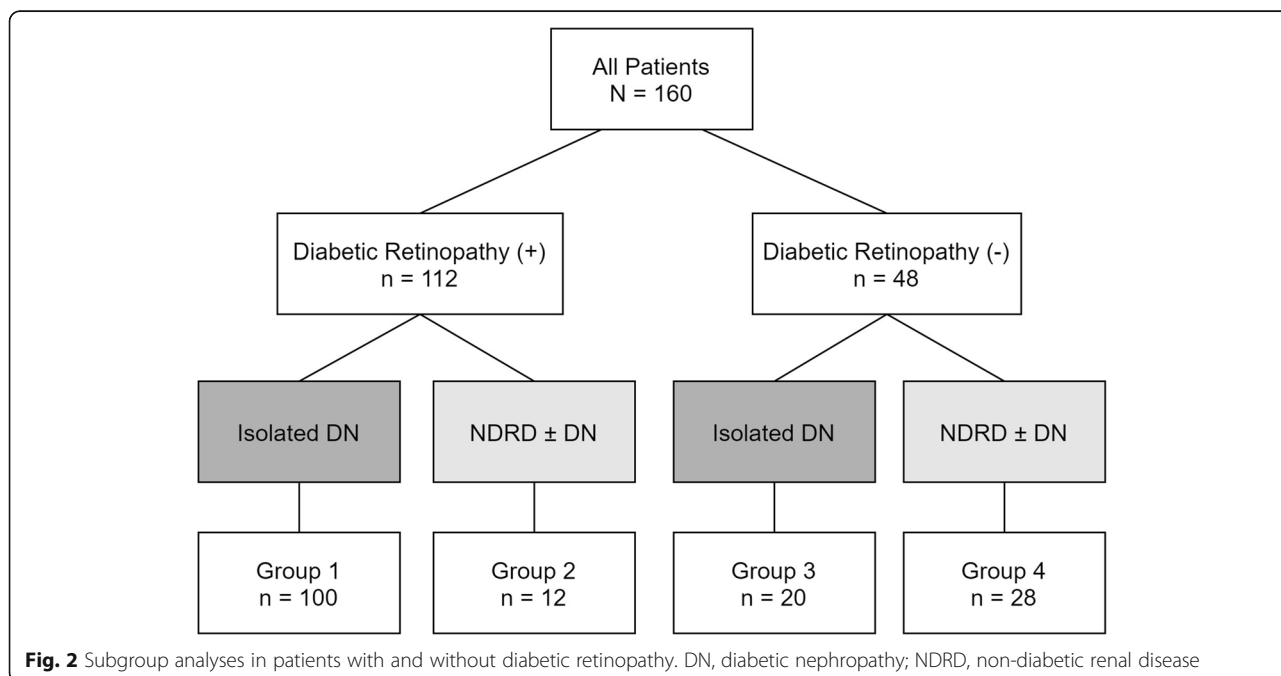 All Patients
N = 160
Diabetic Retinopathy (+)
n = 112
Diabetic Retinopathy (-)
n = 48
Isolated DN
NDRD ± DN
Isolated DN
NDRD ± DN
Group 1
n = 100
Group 2
n = 12
Group 3
n = 20
Group 4
n = 28
Fig. 2 Subgroup analyses in patients with and without diabetic retinopathy. DN, diabetic nephropathy; NDRD, non-diabetic renal disease